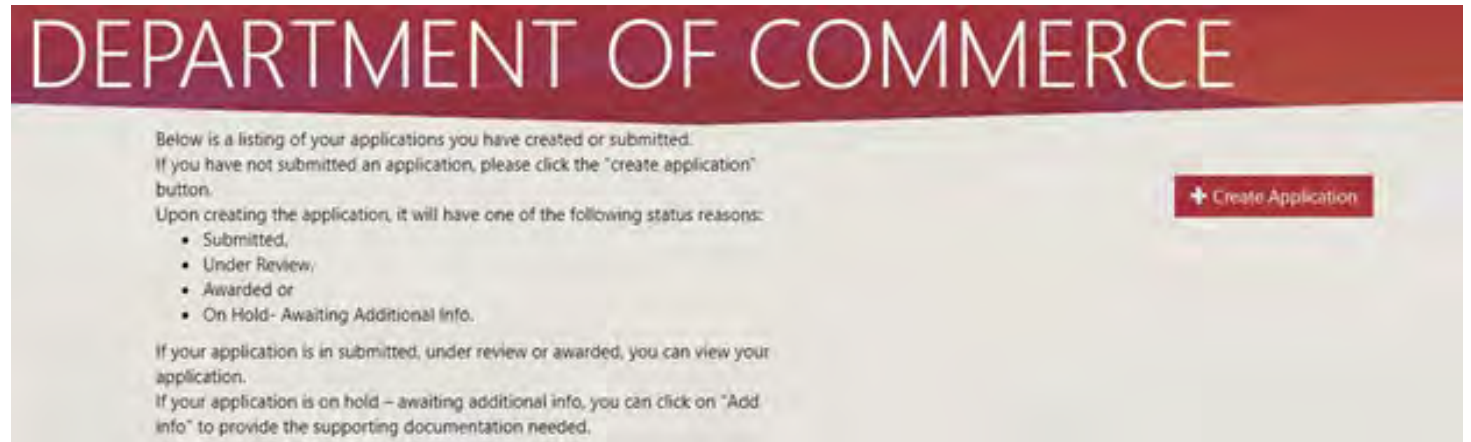 DEPARTMENT OF COMMERCE
Below is a listing of your applications you have created or submitted.
If you have not submitted an application, please click the "create application"
button.
Upon creating the application, it will have one of the following status reasons:
• Submitted,
• Under Review,
• Awarded or
• On Hold- Awaiting Additional Info.
If your application is in submitted, under review or awarded, you can view your
application.
If your application is on hold – awaiting additional info, you can click on "Add
info" to provide the supporting documentation needed.
+ Create Application